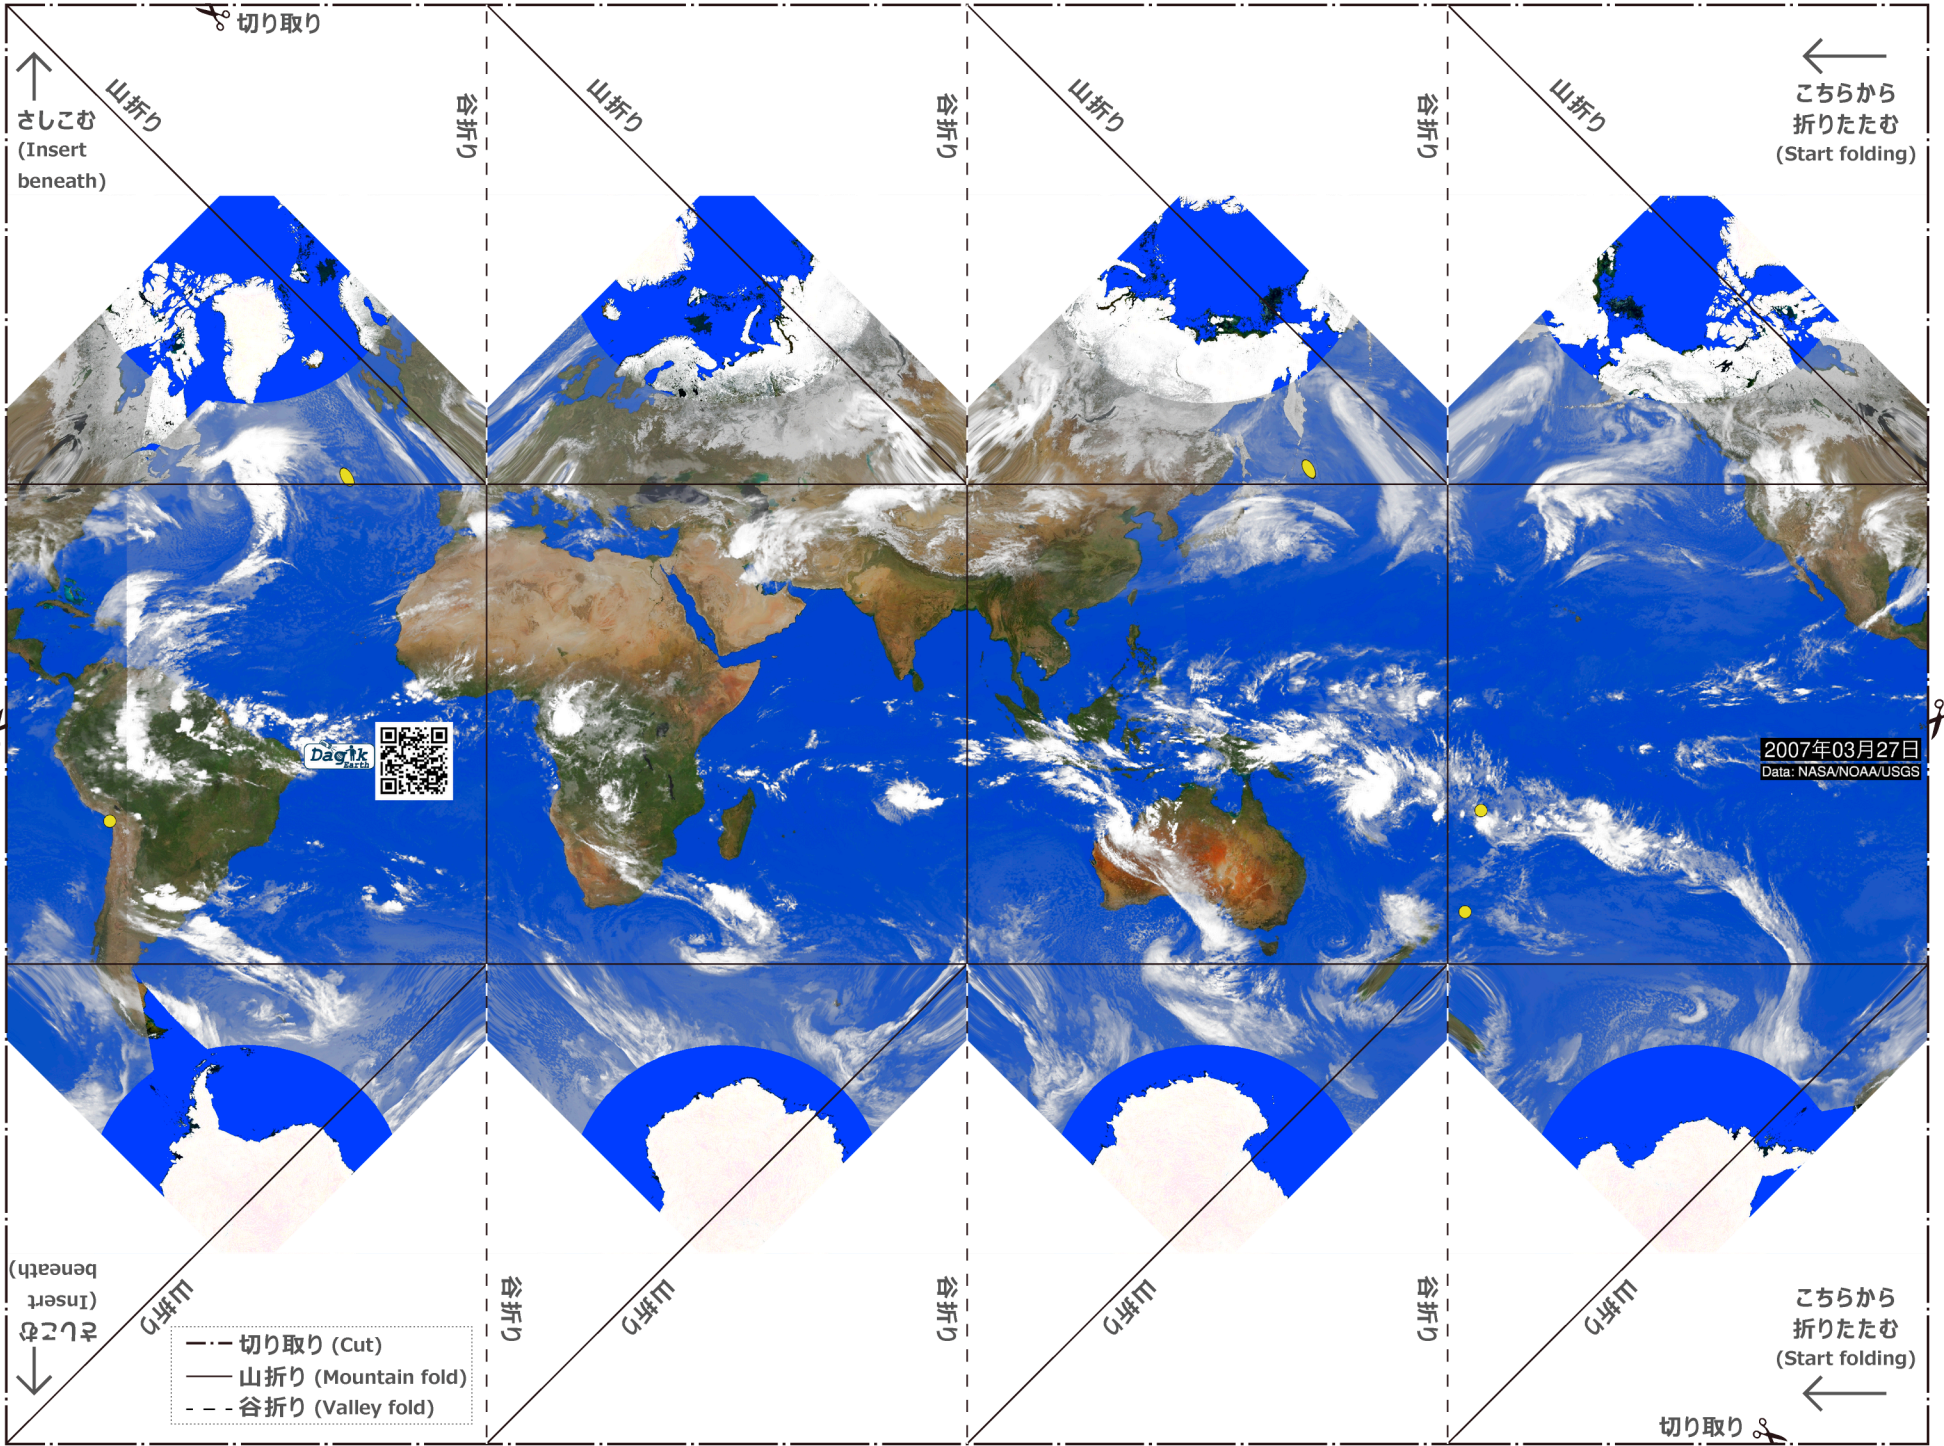 切り取り
さしこむ
(Insert
beneath)
山折り
谷折り
山折り
谷折り
山折り
谷折り
山折り
こちらから
折りたたむ
(Start folding)
Dagik
Earth
2007年03月27日
Data: NASA/NOAA/USGS
さしこむ
(Insert
beneath)
山折り
谷折り
山折り
谷折り
山折り
谷折り
山折り
こちらから
折りたたむ
(Start folding)
切り取り (Cut)
山折り (Mountain fold)
谷折り (Valley fold)
切り取り